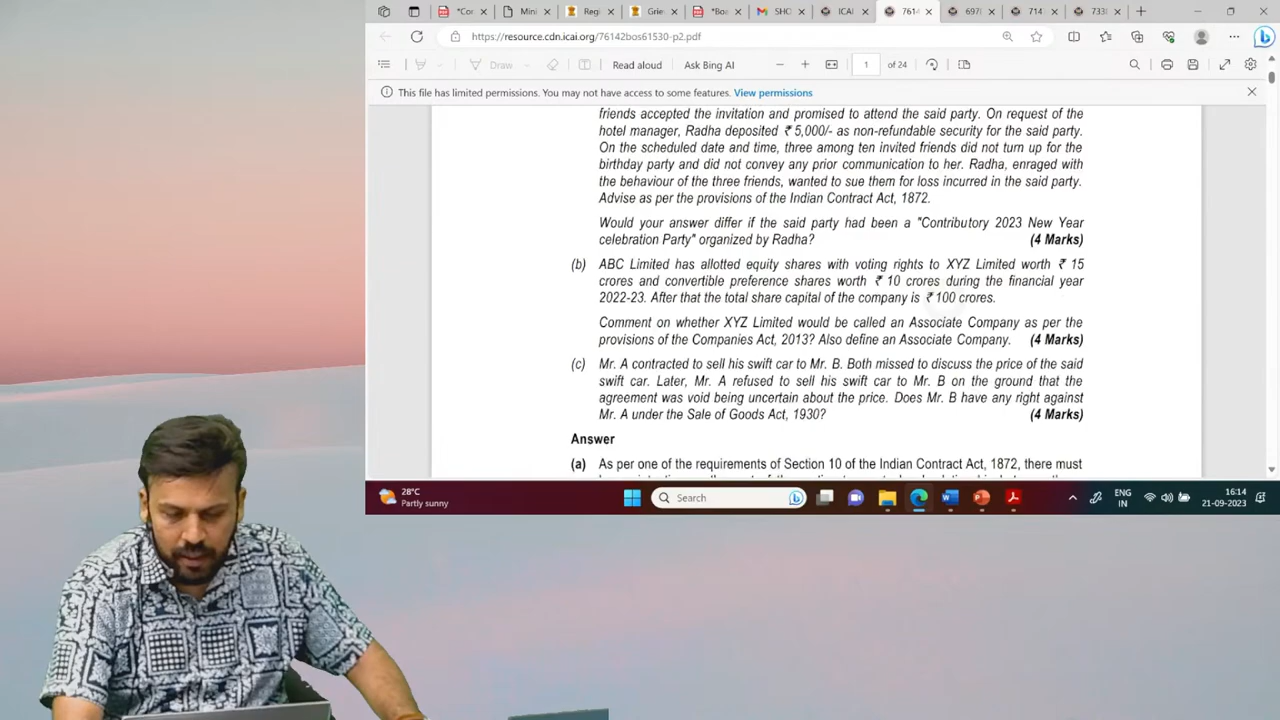 *Cor
Mini
Regi
Grie
*Boa
SHO
ICAI
7614
697
714
733
https://resource.cdn.icai.org/76142bos61530-p2.pdf
Draw
Read aloud
Ask Bing AI
1
of 24
This file has limited permissions. You may not have access to some features. View permissions
friends accepted the invitation and promised to attend the said party. On request of the
hotel manager, Radha deposited ₹ 5,000/- as non-refundable security for the said party.
On the scheduled date and time, three among ten invited friends did not turn up for the
birthday party and did not convey any prior communication to her. Radha, enraged with
the behaviour of the three friends, wanted to sue them for loss incurred in the said party.
Advise as per the provisions of the Indian Contract Act, 1872.
Would your answer differ if the said party had been a "Contributory 2023 New Year
celebration Party" organized by Radha? (4 Marks)
(b) ABC Limited has allotted equity shares with voting rights to XYZ Limited worth ₹ 15
crores and convertible preference shares worth ₹ 10 crores during the financial year
2022-23. After that the total share capital of the company is ₹ 100 crores.
Comment on whether XYZ Limited would be called an Associate Company as per the
provisions of the Companies Act, 2013? Also define an Associate Company. (4 Marks)
(c) Mr. A contracted to sell his swift car to Mr. B. Both missed to discuss the price of the said
swift car. Later, Mr. A refused to sell his swift car to Mr. B on the ground that the
agreement was void being uncertain about the price. Does Mr. B have any right against
Mr. A under the Sale of Goods Act, 1930? (4 Marks)
Answer
(a) As per one of the requirements of Section 10 of the Indian Contract Act, 1872, there must
28°C
Partly sunny
Search
ENG
IN
16:14
21-09-2023